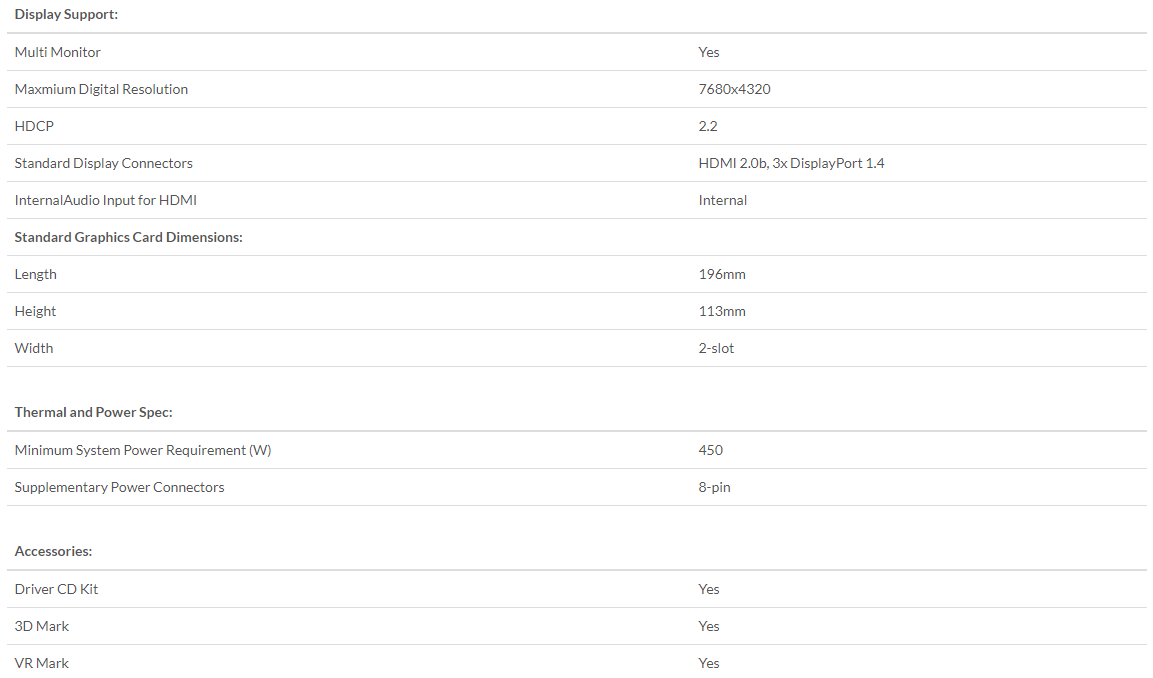 Display Support:
Multi Monitor Yes
Maxmium Digital Resolution 7680x4320
HDCP 2.2
Standard Display Connectors HDMI 2.0b, 3x DisplayPort 1.4
InternalAudio Input for HDMI Internal
Standard Graphics Card Dimensions:
Length 196mm
Height 113mm
Width 2-slot
Thermal and Power Spec:
Minimum System Power Requirement (W) 450
Supplementary Power Connectors 8-pin
Accessories:
Driver CD Kit Yes
3D Mark Yes
VR Mark Yes